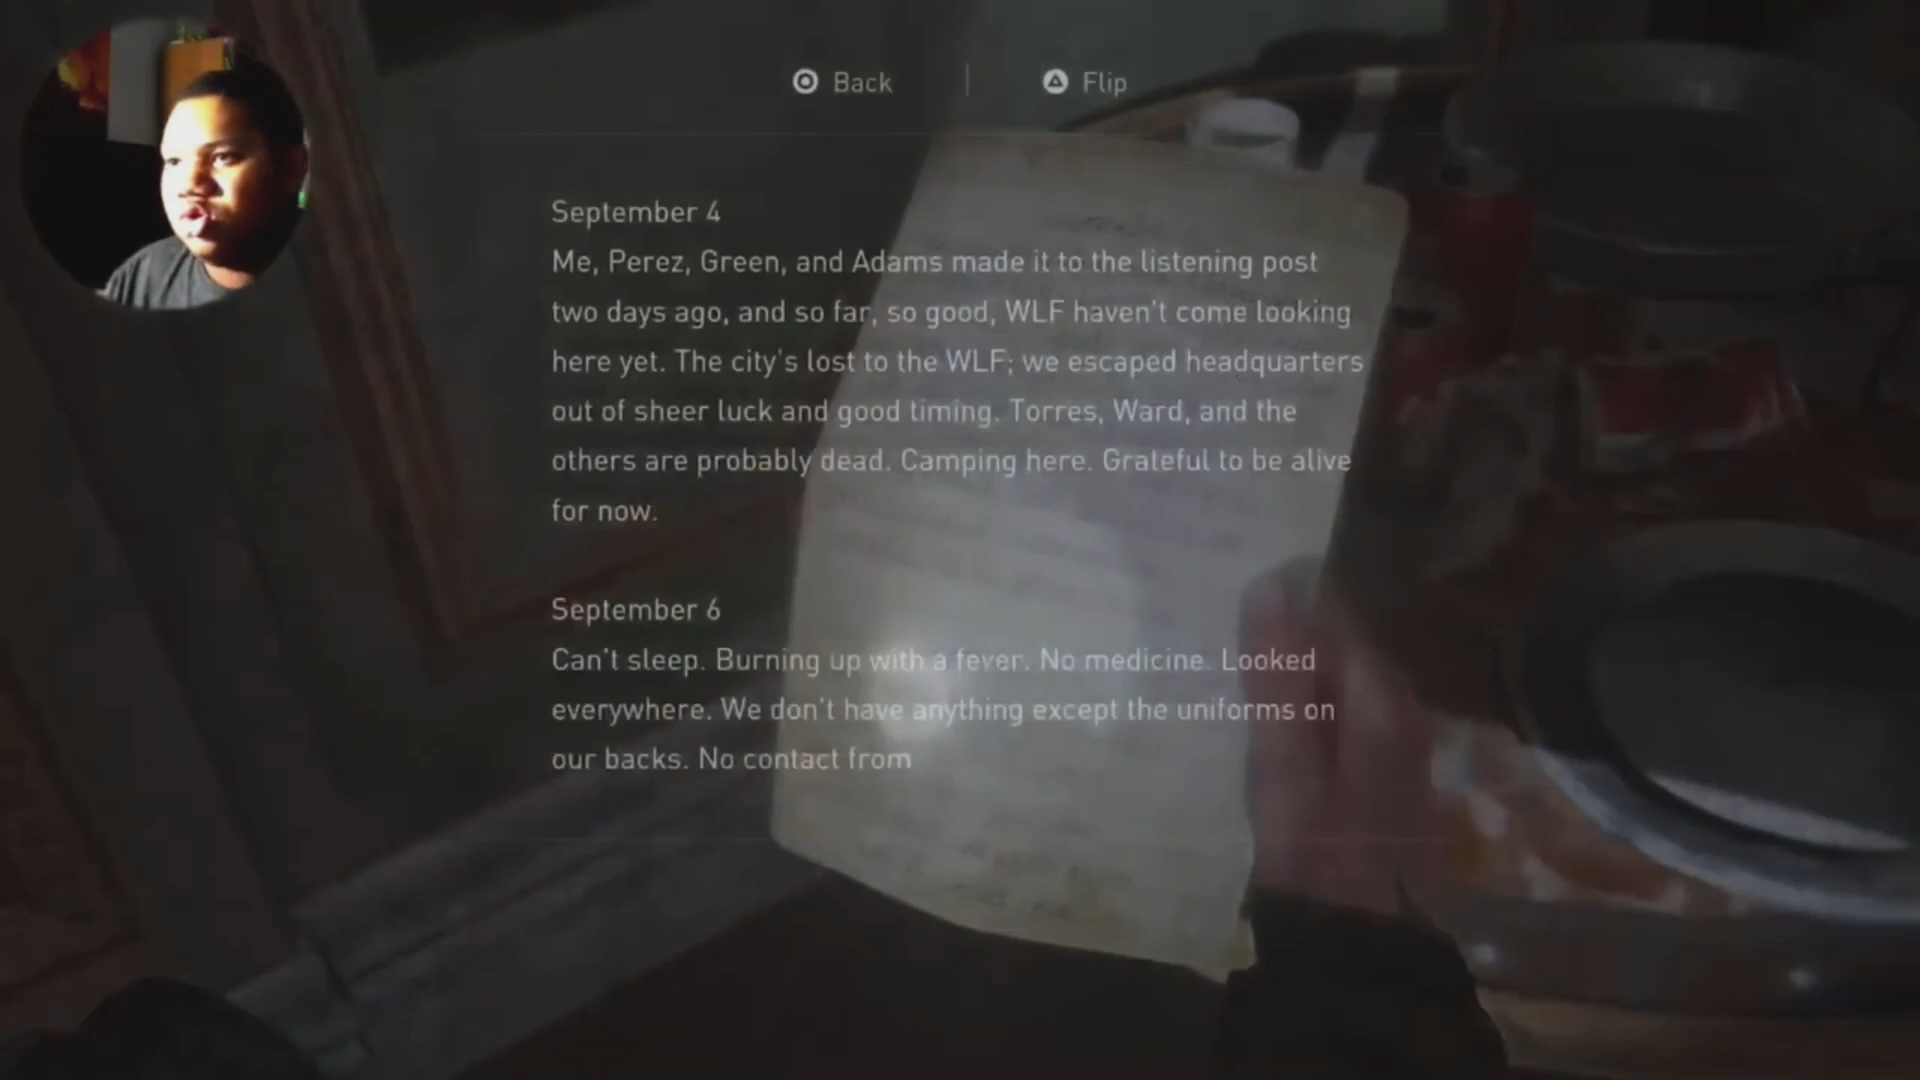 Back | Flip
September 4
Me, Perez, Green, and Adams made it to the listening post
two days ago, and so far, so good, WLF haven't come looking
here yet. The city's lost to the WLF; we escaped headquarters
out of sheer luck and good timing. Torres, Ward, and the
others are probably dead. Camping here. Grateful to be alive
for now.
September 6
Can't sleep. Burning up with a fever. No medicine. Looked
everywhere. We don't have anything except the uniforms on
our backs. No contact from